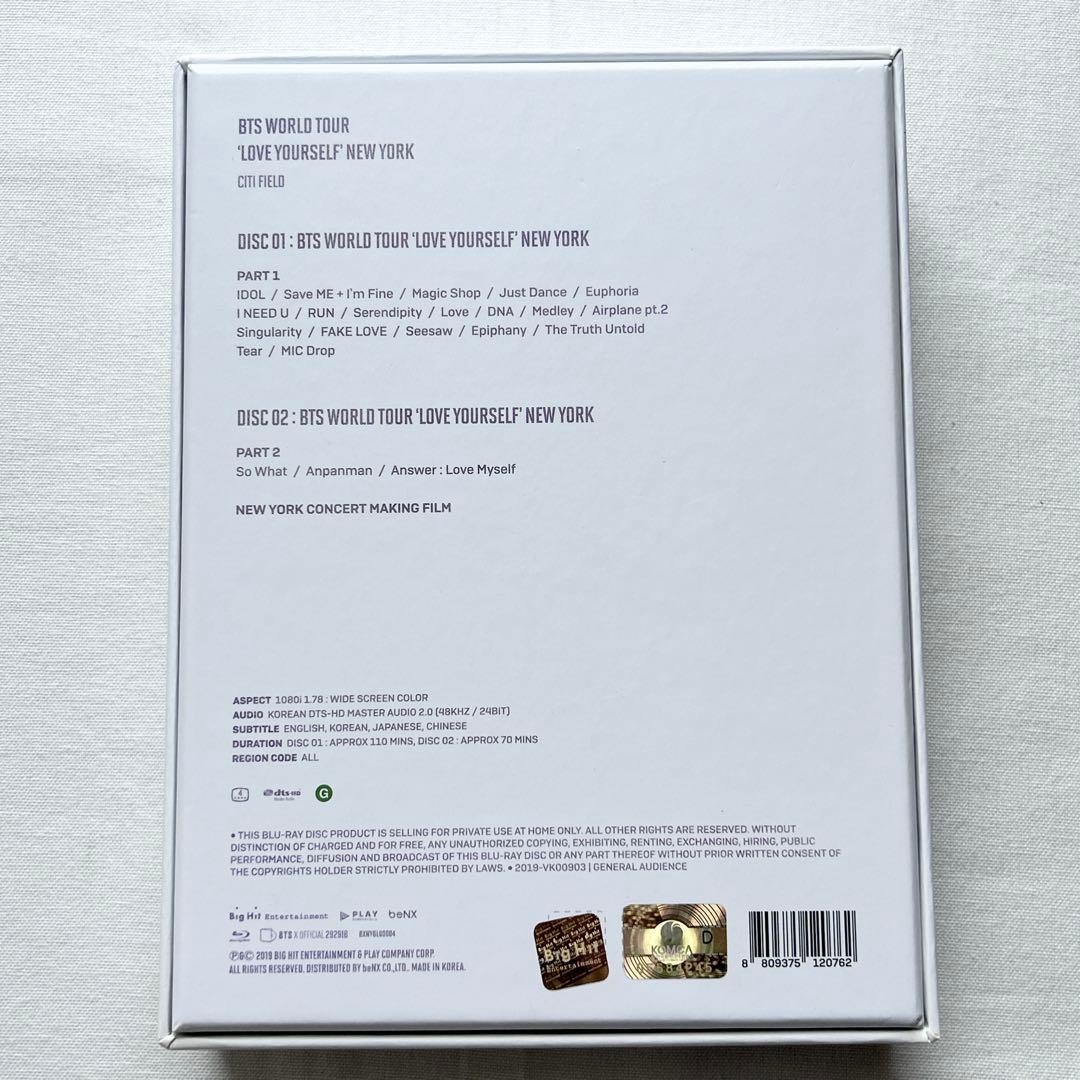 BTS WORLD TOUR
'LOVE YOURSELF' NEW YORK
CITI FIELD
DISC 01 : BTS WORLD TOUR 'LOVE YOURSELF' NEW YORK
PART 1
IDOL / Save ME + I'm Fine / Magic Shop / Just Dance / Euphoria
I NEED U / RUN / Serendipity / Love / DNA / Medley / Airplane pt.2
Singularity / FAKE LOVE / Seesaw / Epiphany / The Truth Untold
Tear / MIC Drop
DISC 02 : BTS WORLD TOUR 'LOVE YOURSELF' NEW YORK
PART 2
So What / Anpanman / Answer : Love Myself
NEW YORK CONCERT MAKING FILM
ASPECT 1080i 1.78 : WIDE SCREEN COLOR
AUDIO KOREAN DTS-HD MASTER AUDIO 2.0 (48KHZ / 24BIT)
SUBTITLE ENGLISH, KOREAN, JAPANESE, CHINESE
DURATION DISC 01 : APPROX 110 MINS, DISC 02 : APPROX 70 MINS
REGION CODE ALL
4 dts-HD Master Audio G
• THIS BLU-RAY DISC PRODUCT IS SELLING FOR PRIVATE USE AT HOME ONLY. ALL OTHER RIGHTS ARE RESERVED. WITHOUT
DISTINCTION OF CHARGED AND FOR FREE, ANY UNAUTHORIZED COPYING, EXHIBITING, RENTING, EXCHANGING, HIRING, PUBLIC
PERFORMANCE, DIFFUSION AND BROADCAST OF THIS BLU-RAY DISC OR ANY PART THEREOF WITHOUT PRIOR WRITTEN CONSENT OF
THE COPYRIGHTS HOLDER STRICTLY PROHIBITED BY LAWS. • 2019-VK00903 | GENERAL AUDIENCE
Big Hit Entertainment PLAY beNX
BTS X OFFICIAL 292918 BXNYBLU0004
℗&© 2019 BIG HIT ENTERTAINMENT & PLAY COMPANY CORP.
ALL RIGHTS RESERVED. DISTRIBUTED BY beNX CO.,LTD.. MADE IN KOREA.
Big Hit
Entertainment
KOMCA
D
8 809375 120762